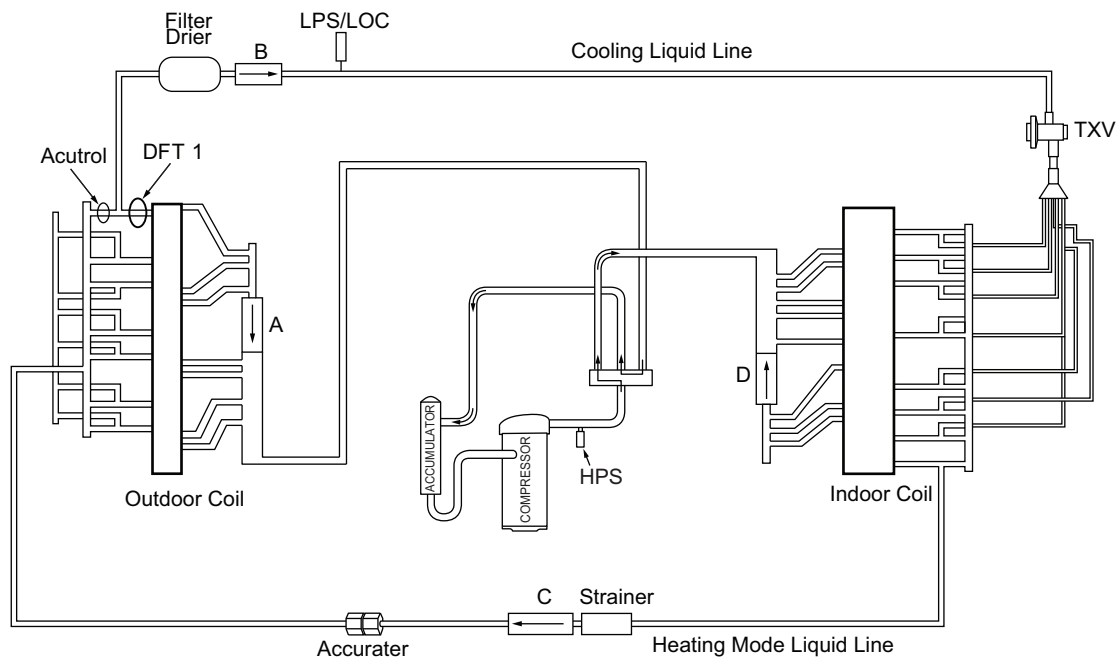 Filter
Drier
B
LPS/LOC
Cooling Liquid Line
TXV
Acutrol
DFT 1
A
D
ACCUMULATOR
COMPRESSOR
HPS
Outdoor Coil
Indoor Coil
C
Strainer
Accurater
Heating Mode Liquid Line